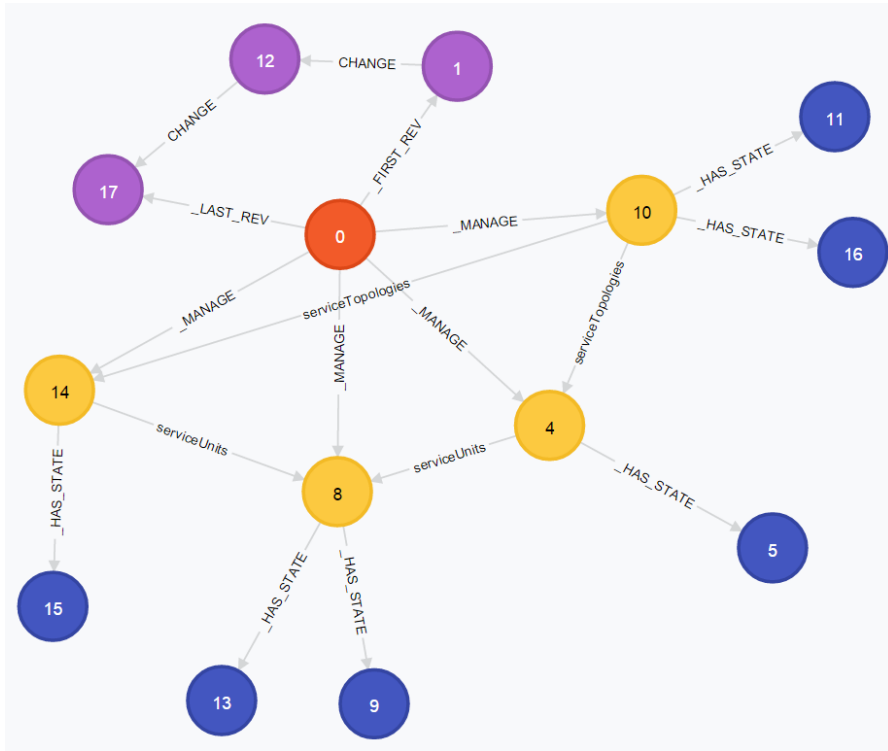 12
CHANGE
1
CHANGE
11
_FIRST_REV
_HAS_STATE
17
_LAST_REV
0
_MANAGE
10
_HAS_STATE
16
_MANAGE
serviceTopologies
_MANAGE
serviceTopologies
_MANAGE
14
4
serviceUnits
serviceUnits
_HAS_STATE
8
_HAS_STATE
5
_HAS_STATE
_HAS_STATE
15
13
9